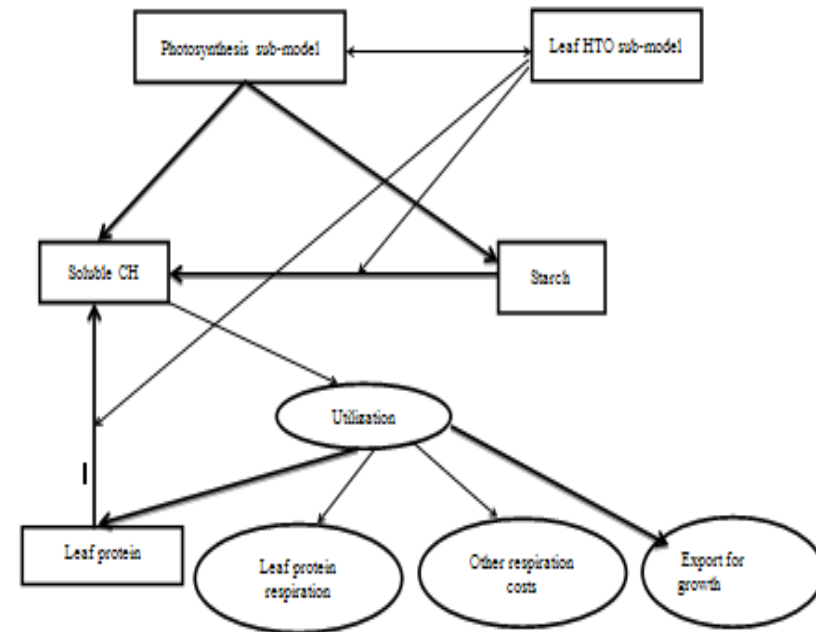 Photosynthesis sub-model
Leaf HTO sub-model
Soluble CH
Starch
Utilization
Leaf protein
Leaf protein
respiration
Other respiration
costs
Export for
growth